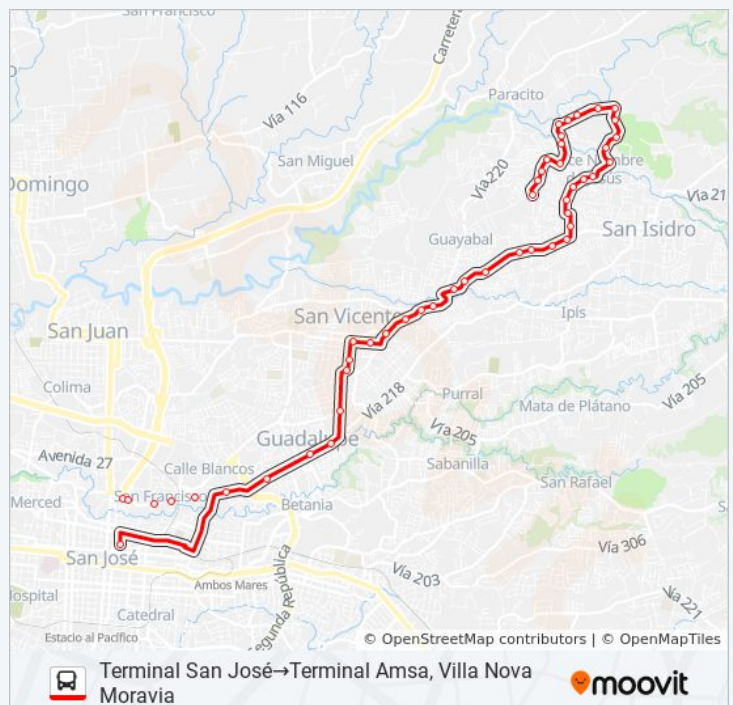 San Francisco
Carretera
Paracito
Vía 116
San Miguel
Vía 220
Domingo
Vía 21
Guayabal
San Isidro
San Vicente
Ipís
San Juan
Colima
Vía 218
Purral
Vía 205
Mata de Plátano
Guadalupe
Vía 205
Avenida 27
Calle Blancos
Sabanilla
San Rafael
Merced
San Francisco
Betania
Vía 306
San José
Ambos Mares
Vía 203
Hospital
Catedral
Segunda República
Vía 221
Estacio al Pacífico
© OpenStreetMap contributors | © OpenMapTiles
Terminal San José→Terminal Amsa, Villa Nova
Moravia
moovit